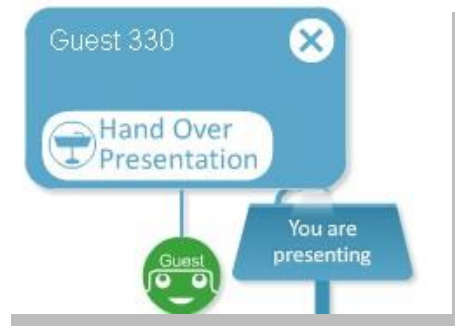 Guest 330
Hand Over
Presentation
You are
presenting
Guest